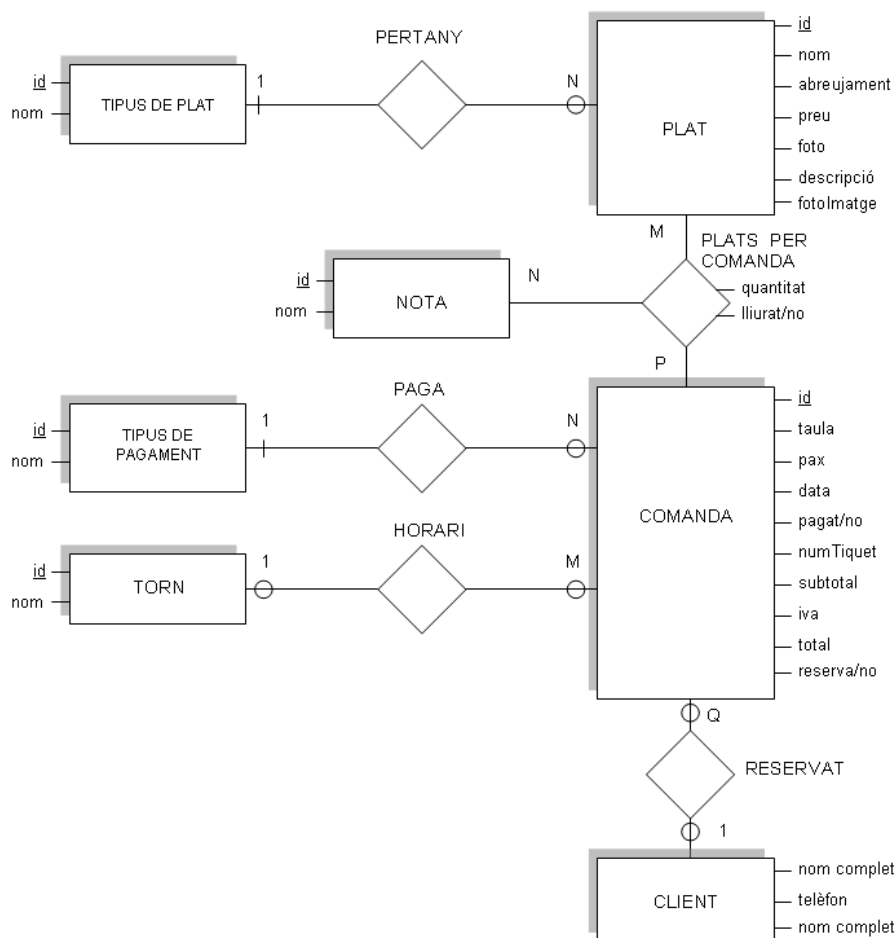 PERTANY
id
nom
TIPUS DE PLAT
1
N
PLAT
id
nom
abreujament
preu
foto
descripció
fotoImatge
M
PLATS PER
COMANDA
quantitat
lliurat/no
id
nom
NOTA
N
P
PAGA
id
nom
TIPUS DE
PAGAMENT
1
N
HORARI
id
nom
TORN
1
M
COMANDA
id
taula
pax
data
pagat/no
numTiquet
subtotal
iva
total
reserva/no
Q
RESERVAT
1
CLIENT
nom complet
telèfon
nom complet